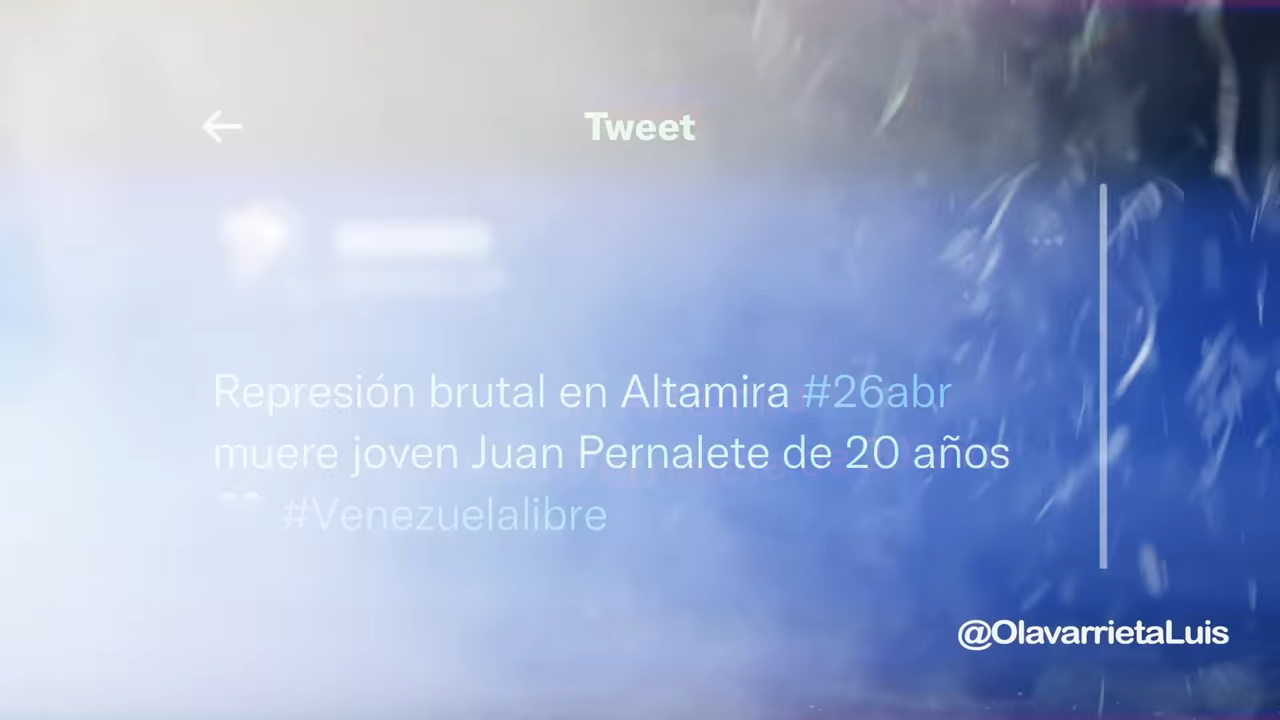 Tweet
Represión brutal en Altamira #26abr
muere joven Juan Pernalete de 20 años
#Venezuelalibre
@OlavarrietaLuis